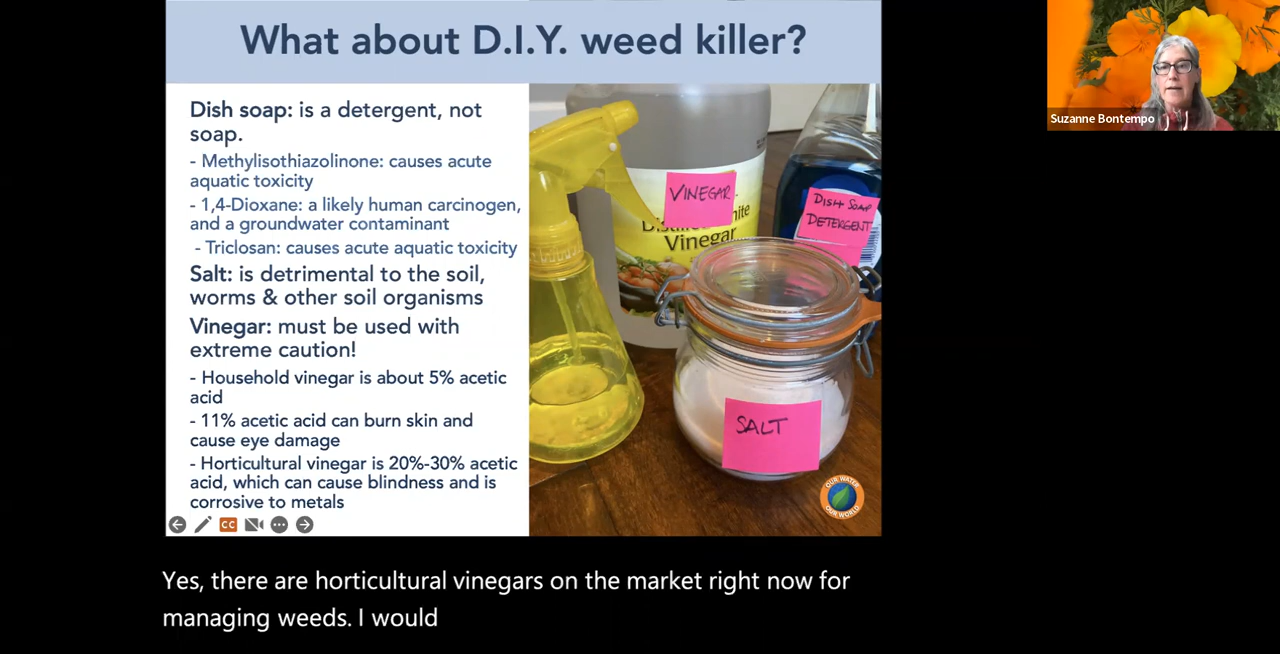 What about D.I.Y. weed killer?
Suzanne Bontempo
Dish soap: is a detergent, not
soap.
- Methylisothiazolinone: causes acute
aquatic toxicity
- 1,4-Dioxane: a likely human carcinogen,
and a groundwater contaminant
- Triclosan: causes acute aquatic toxicity
Salt: is detrimental to the soil,
worms & other soil organisms
Vinegar: must be used with
extreme caution!
- Household vinegar is about 5% acetic
acid
- 11% acetic acid can burn skin and
cause eye damage
- Horticultural vinegar is 20%-30% acetic
acid, which can cause blindness and is
corrosive to metals
VINEGAR
Vinegar
DISH SOAP
DETERGENT
SALT
OUR WATER
OUR WORLD
CC
Yes, there are horticultural vinegars on the market right now for
managing weeds. I would